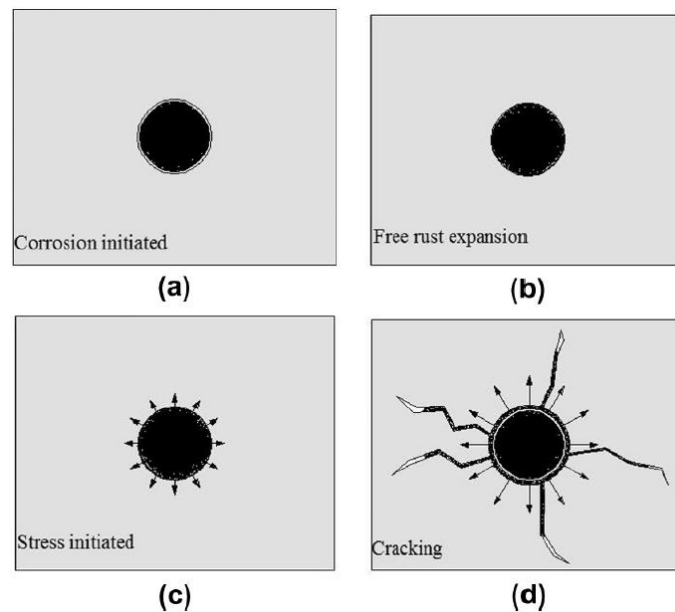 Corrosion initiated
(a)
Free rust expansion
(b)
Stress initiated
(c)
Cracking
(d)